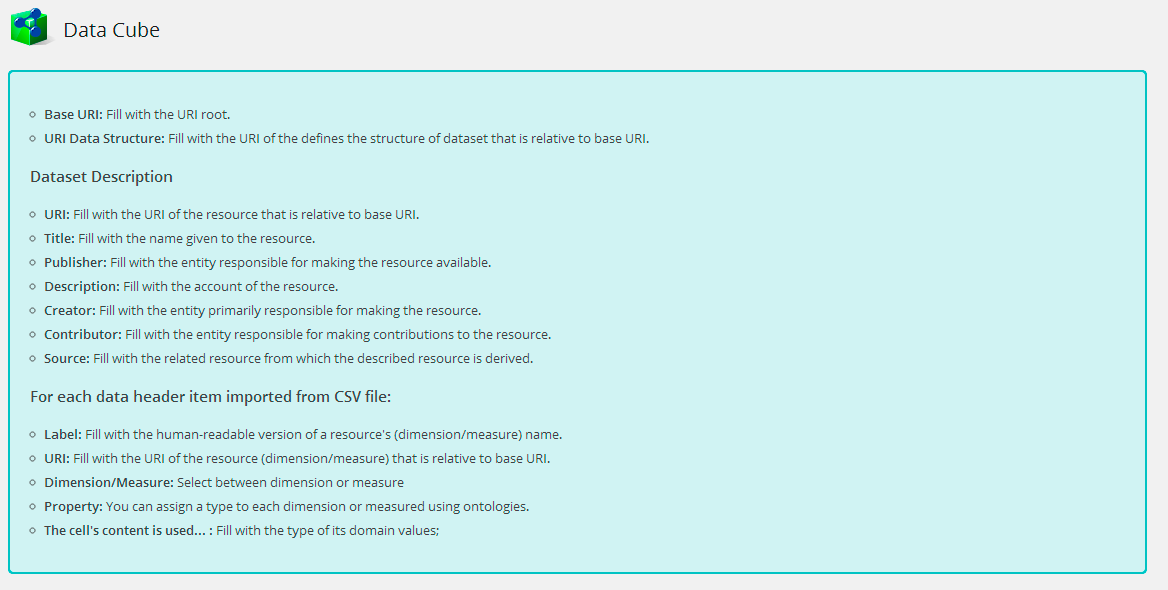 Data Cube
Base URI: Fill with the URI root.
URI Data Structure: Fill with the URI of the defines the structure of dataset that is relative to base URI.
Dataset Description
URI: Fill with the URI of the resource that is relative to base URI.
Title: Fill with the name given to the resource.
Publisher: Fill with the entity responsible for making the resource available.
Description: Fill with the account of the resource.
Creator: Fill with the entity primarily responsible for making the resource.
Contributor: Fill with the entity responsible for making contributions to the resource.
Source: Fill with the related resource from which the described resource is derived.
For each data header item imported from CSV file:
Label: Fill with the human-readable version of a resource's (dimension/measure) name.
URI: Fill with the URI of the resource (dimension/measure) that is relative to base URI.
Dimension/Measure: Select between dimension or measure
Property: You can assign a type to each dimension or measured using ontologies.
The cell's content is used... : Fill with the type of its domain values;